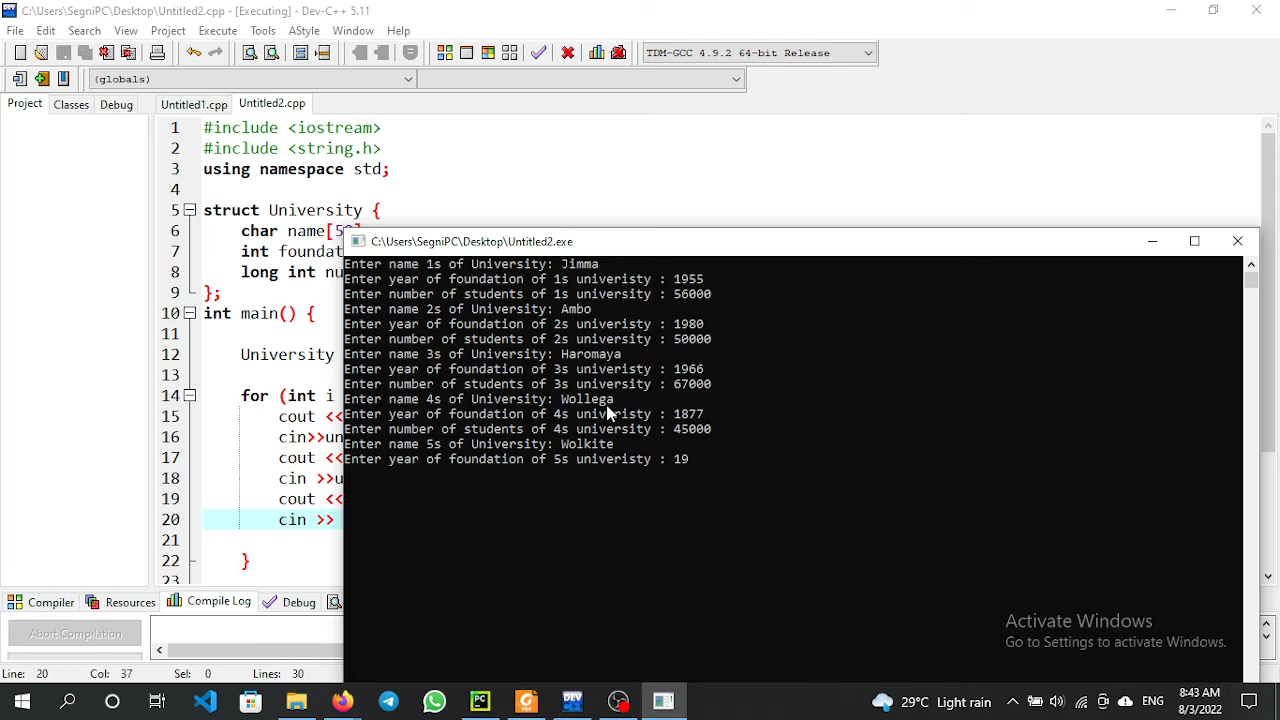 C:\Users\SegniPC\Desktop\Untitled2.cpp - [Executing] - Dev-C++ 5.11
File Edit Search View Project Execute Tools AStyle Window Help
TDM-GCC 4.9.2 64-bit Release
(globals)
Project Classes Debug Untitled1.cpp Untitled2.cpp
1 #include <iostream>
2 #include <string.h>
3 using namespace std;
4
5 struct University {
6 char name[50]
7 int foundat
8 long int nu
9 };
10 int main() {
11
12 University
13
14 for (int i
15 cout <<
16 cin>>un
17 cout <<
18 cin >>u
19 cout <<
20 cin >>
21
22 }
23
C:\Users\SegniPC\Desktop\Untitled2.exe
Enter name 1s of University: Jimma
Enter year of foundation of 1s univeristy : 1955
Enter number of students of 1s university : 56000
Enter name 2s of University: Ambo
Enter year of foundation of 2s univeristy : 1980
Enter number of students of 2s university : 50000
Enter name 3s of University: Haromaya
Enter year of foundation of 3s univeristy : 1966
Enter number of students of 3s university : 67000
Enter name 4s of University: Wollega
Enter year of foundation of 4s univeristy : 1877
Enter number of students of 4s university : 45000
Enter name 5s of University: Wolkite
Enter year of foundation of 5s univeristy : 19
Activate Windows
Go to Settings to activate Windows.
Compiler Resources Compile Log Debug
Abort Compilation
Line: 20 Col: 37 Sel: 0 Lines: 30
29°C Light rain ENG 8:43 AM
8/3/2022